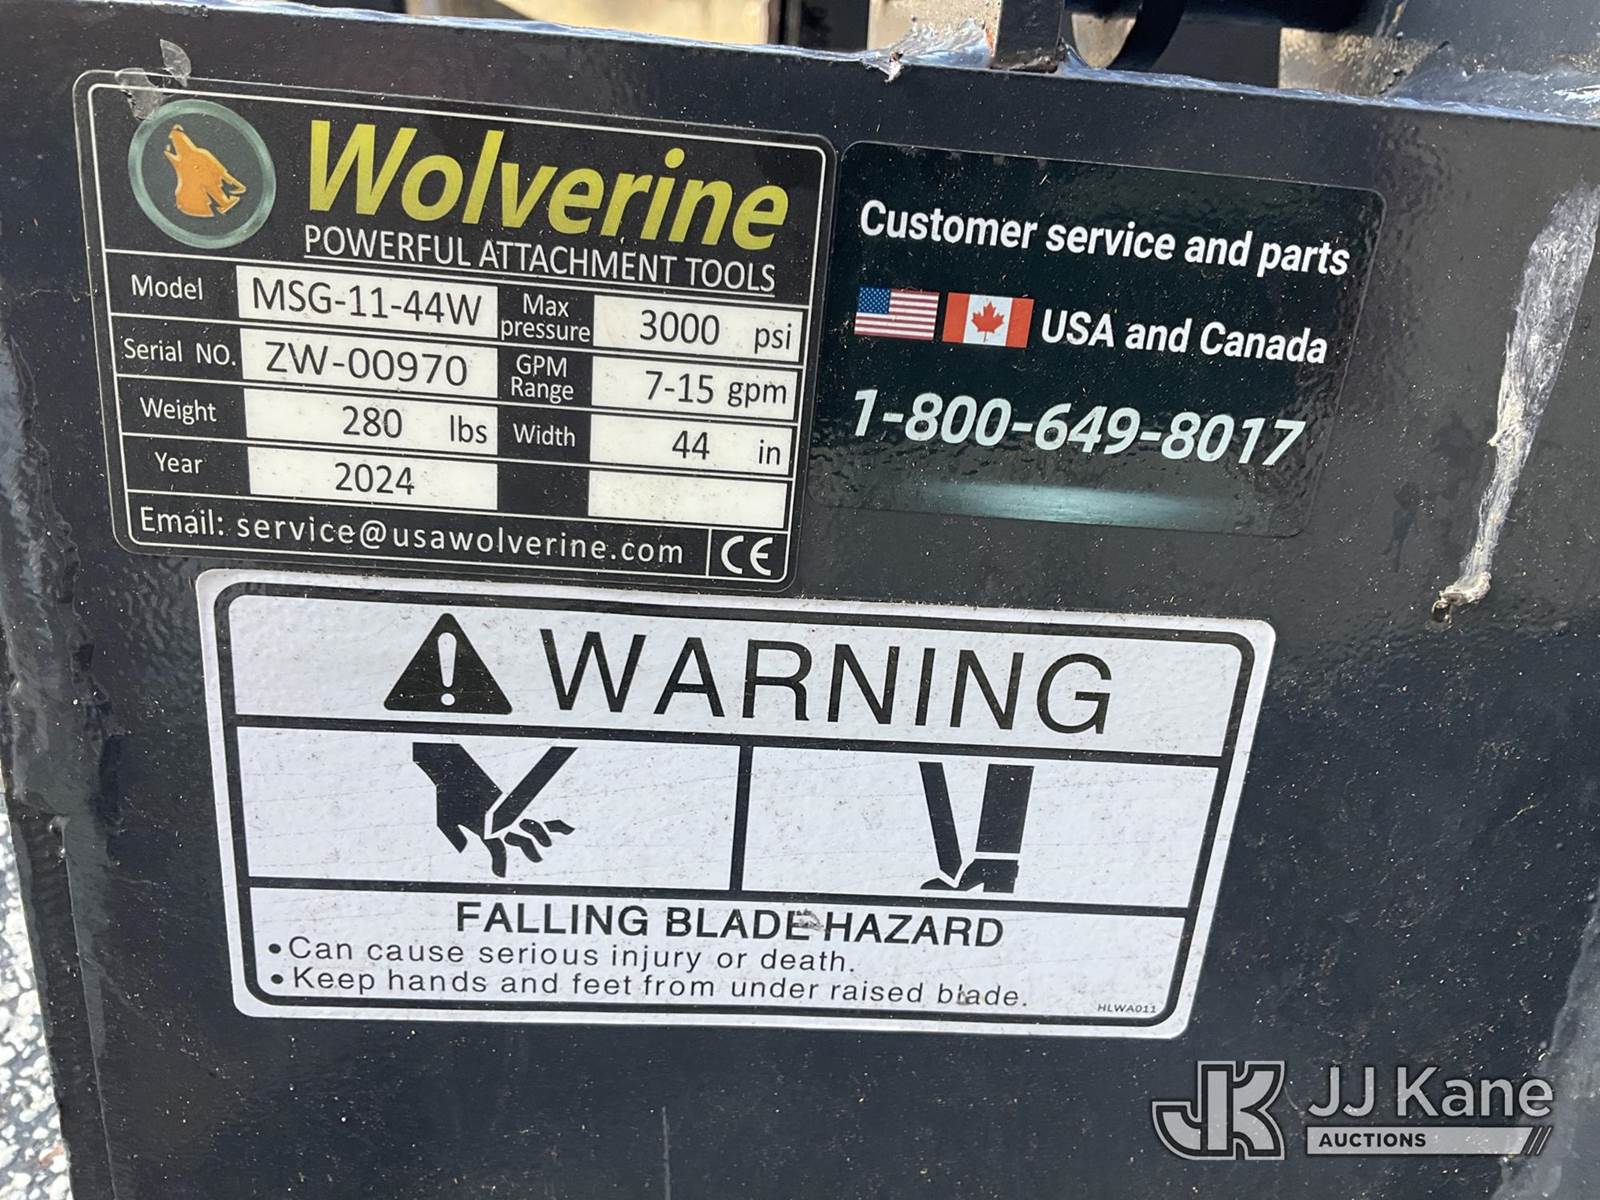 Wolverine
POWERFUL ATTACHMENT TOOLS
Model MSG-11-44W Max pressure 3000 psi
Serial NO. ZW-00970 GPM Range 7-15 gpm
Weight 280 lbs Width 44 in
Year 2024
Email: service@usawolverine.com CE
Customer service and parts
USA and Canada
1-800-649-8017
WARNING
FALLING BLADE HAZARD
•Can cause serious injury or death.
•Keep hands and feet from under raised blade.
HLWA011
JK JJ Kane
AUCTIONS